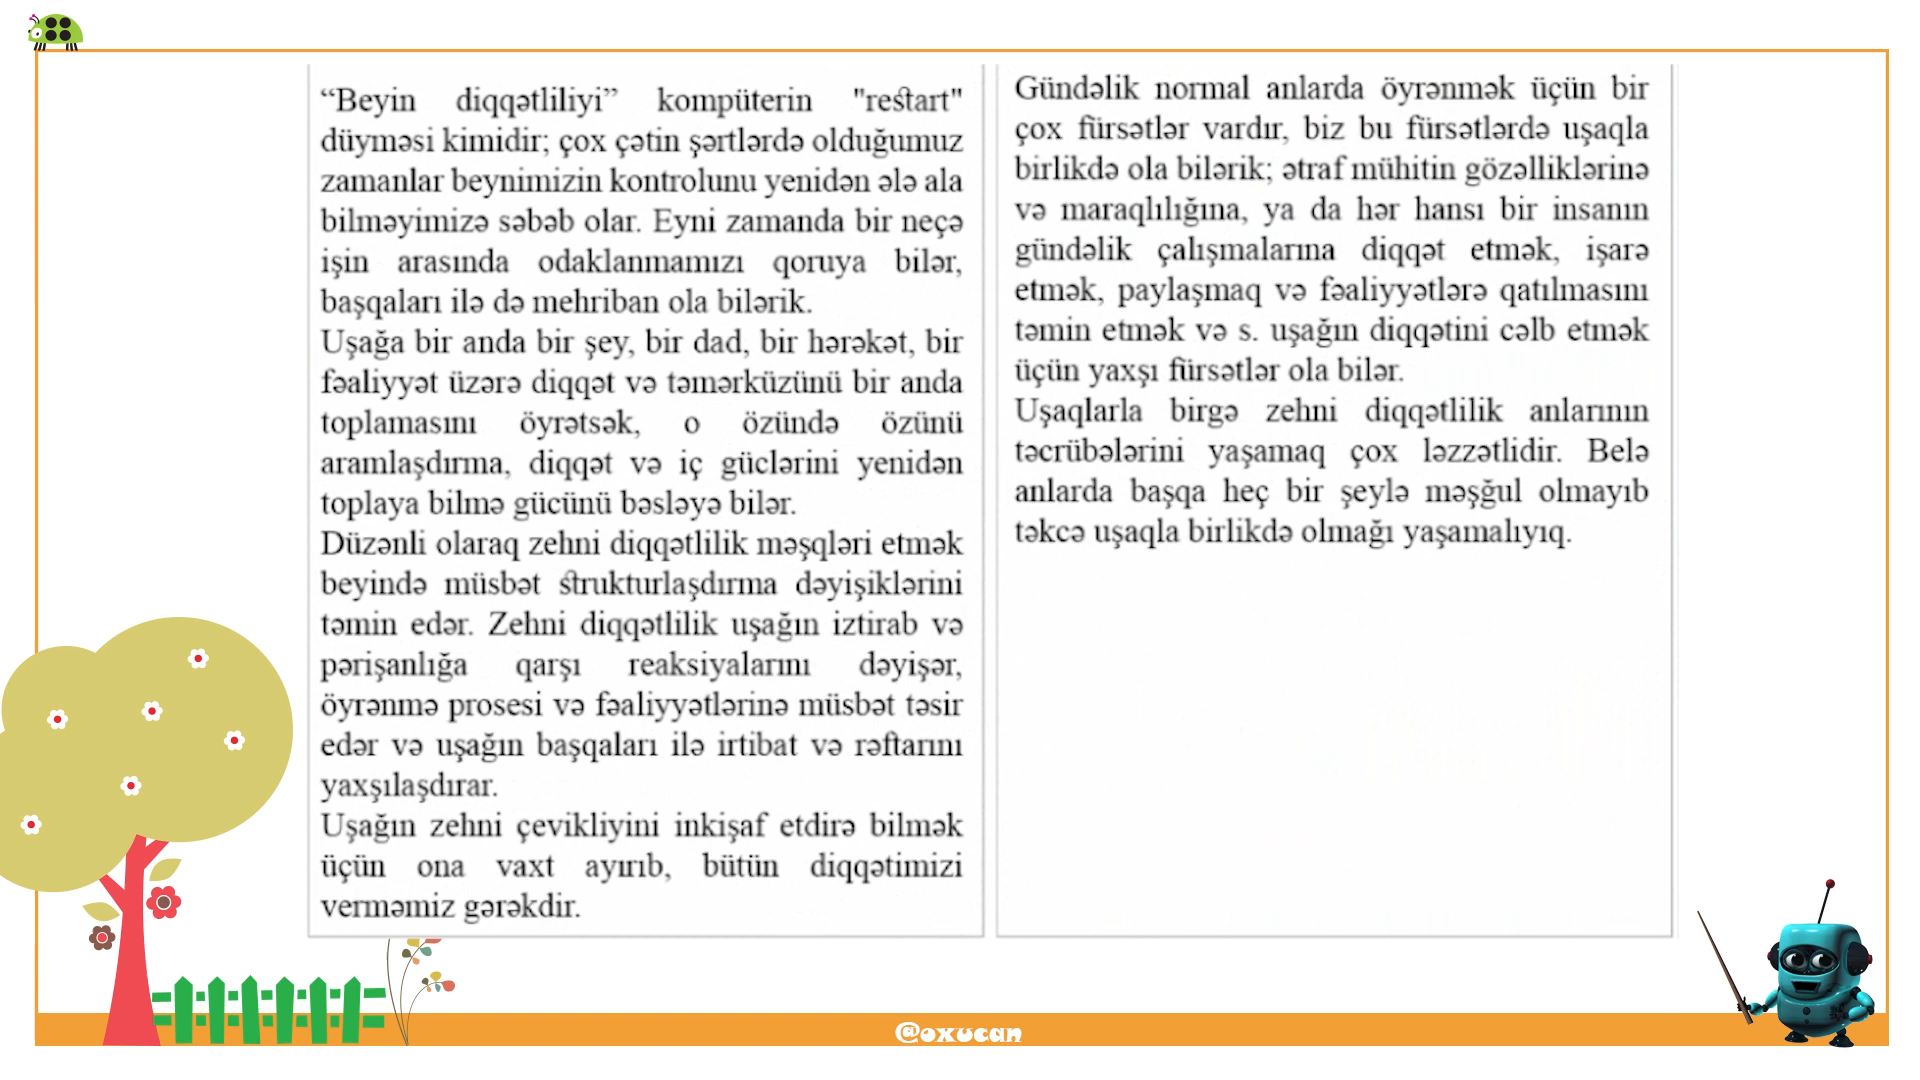 “Beyin diqqətliliyi” kompüterin "restart"
düyməsi kimidir; çox çətin şərtlərdə olduğumuz
zamanlar beynimizin kontrolunu yenidən ələ ala
bilməyimizə səbəb olar. Eyni zamanda bir neçə
işin arasında odaklanmamızı qoruya bilər,
başqaları ilə də mehriban ola bilərik.
Uşağa bir anda bir şey, bir dad, bir hərəkət, bir
fəaliyyət üzərə diqqət və təmərküzünü bir anda
toplamasını öyrətsək, o özündə özünü
aramlaşdırma, diqqət və iç güclərini yenidən
toplaya bilmə gücünü bəsləyə bilər.
Düzənli olaraq zehni diqqətlilik məşqləri etmək
beyində müsbət strukturlaşdırma dəyişiklərini
təmin edər. Zehni diqqətlilik uşağın iztirab və
pərişanlığa qarşı reaksiyalarını dəyişər,
öyrənmə prosesi və fəaliyyətlərinə müsbət təsir
edər və uşağın başqaları ilə irtibat və rəftarını
yaxşılaşdırar.
Uşağın zehni çevikliyini inkişaf etdirə bilmək
üçün ona vaxt ayırıb, bütün diqqətimizi
verməmiz gərəkdir.
Gündəlik normal anlarda öyrənmək üçün bir
çox fürsətlər vardır, biz bu fürsətlərdə uşaqla
birlikdə ola bilərik; ətraf mühitin gözəlliklərinə
və maraqlılığına, ya da hər hansı bir insanın
gündəlik çalışmalarına diqqət etmək, işarə
etmək, paylaşmaq və fəaliyyətlərə qatılmasını
təmin etmək və s. uşağın diqqətini cəlb etmək
üçün yaxşı fürsətlər ola bilər.
Uşaqlarla birgə zehni diqqətlilik anlarının
təcrübələrini yaşamaq çox ləzzətlidir. Belə
anlarda başqa heç bir şeylə məşğul olmayıb
təkcə uşaqla birlikdə olmağı yaşamalıyıq.
@oxucan